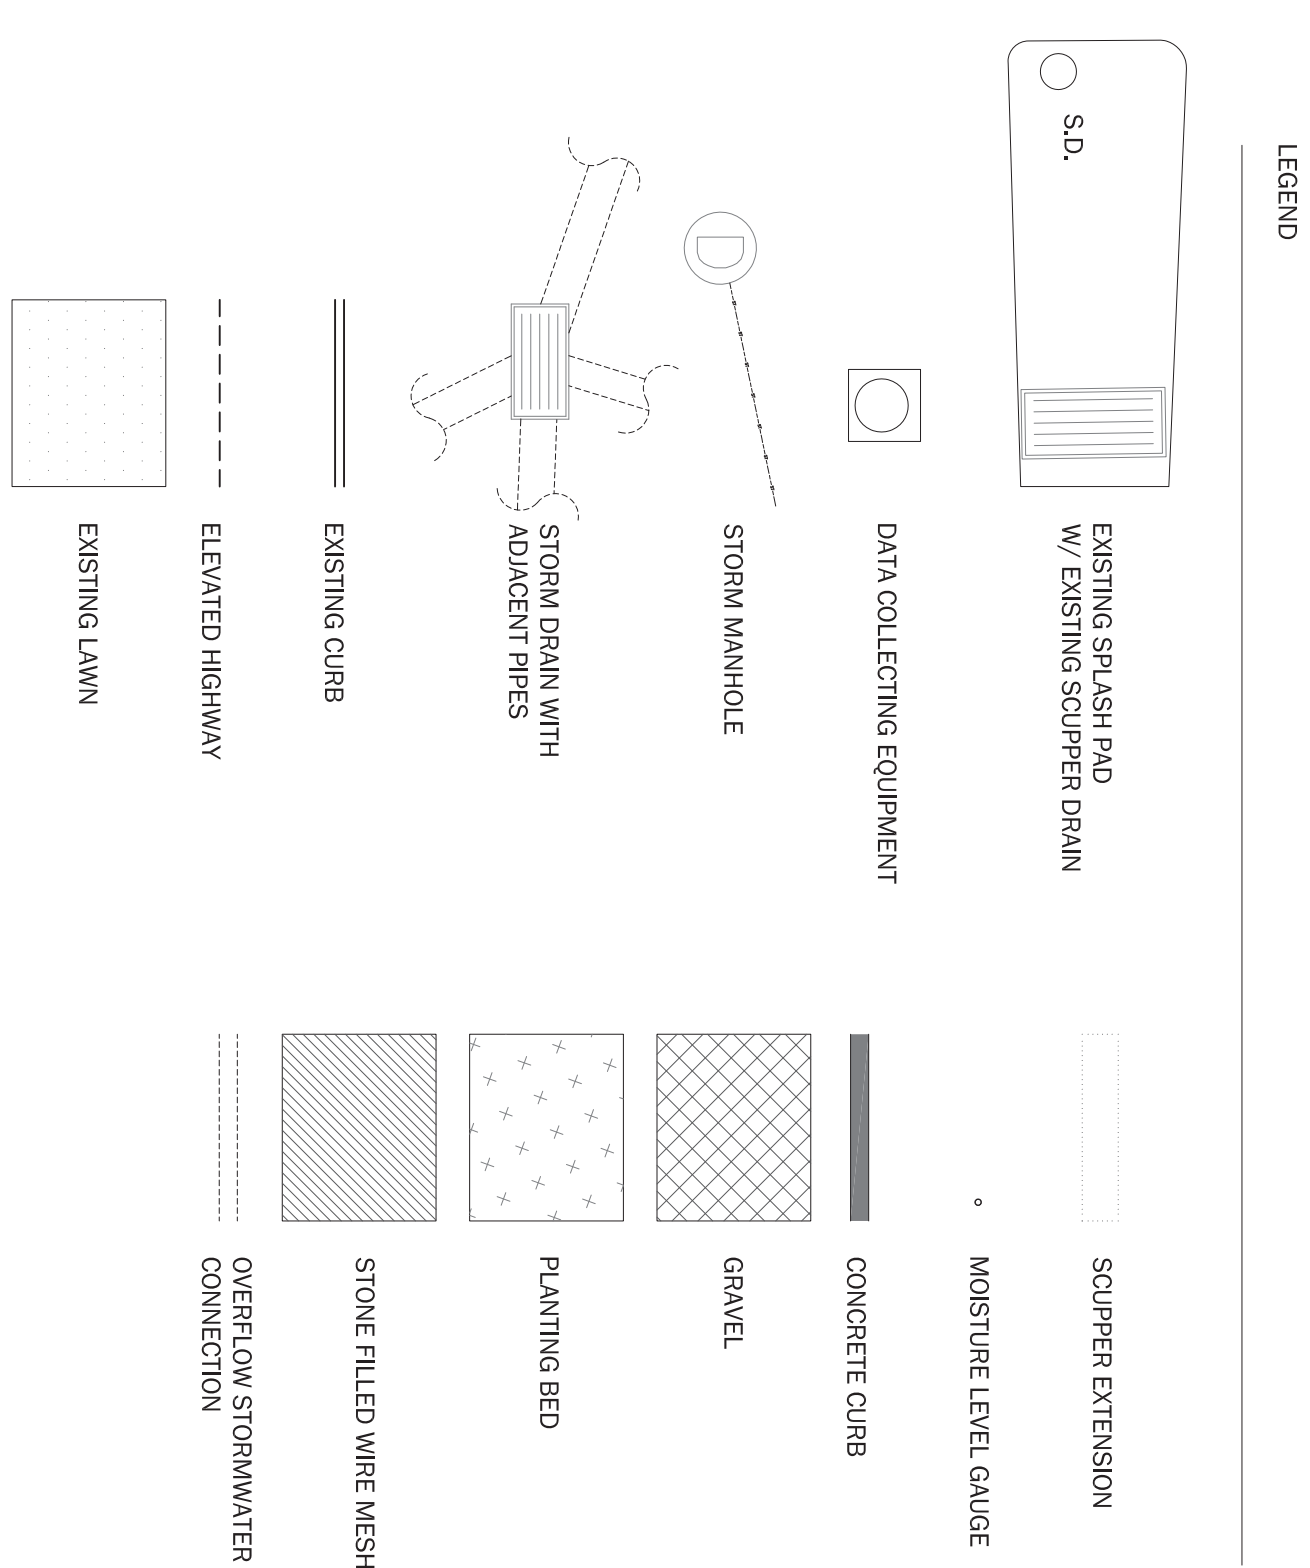 LEGEND
S.D.
EXISTING SPLASH PAD
W/ EXISTING SCUPPER DRAIN
DATA COLLECTING EQUIPMENT
STORM MANHOLE
STORM DRAIN WITH
ADJACENT PIPES
EXISTING CURB
ELEVATED HIGHWAY
EXISTING LAWN
SCUPPER EXTENSION
MOISTURE LEVEL GAUGE
CONCRETE CURB
GRAVEL
PLANTING BED
STONE FILLED WIRE MESH
OVERFLOW STORMWATER
CONNECTION